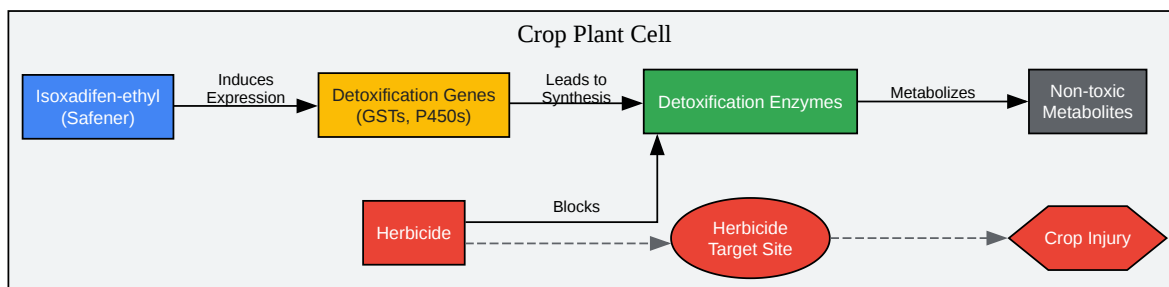 Crop Plant Cell
Isoxadifen-ethyl
(Safener)
Induces
Expression
Detoxification Genes
(GSTs, P450s)
Leads to
Synthesis
Detoxification Enzymes
Metabolizes
Non-toxic
Metabolites
Herbicide
Blocks
Herbicide
Target Site
Crop Injury